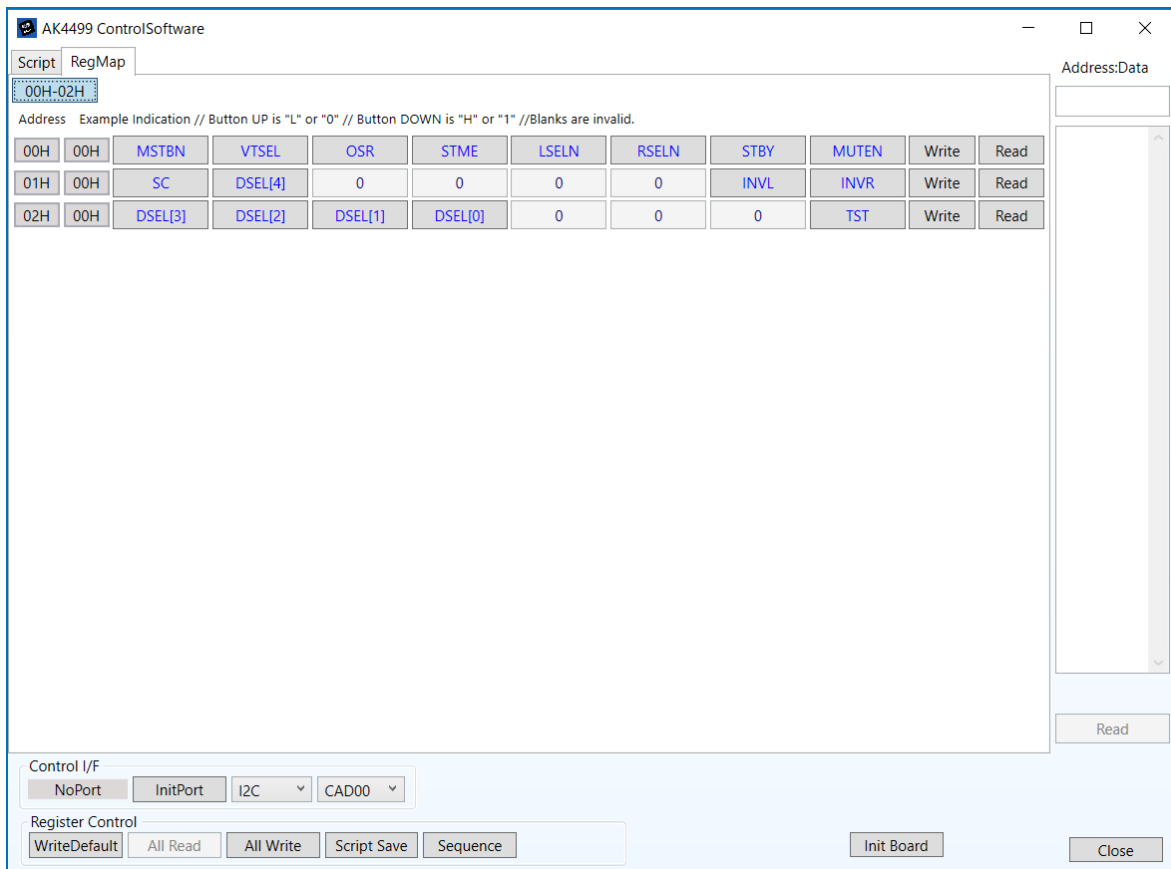 AK4499 ControlSoftware
Script RegMap
Address:Data
00H-02H
Address Example Indication // Button UP is "L" or "0" // Button DOWN is "H" or "1" //Blanks are invalid.
00H 00H MSTBN VTSEL OSR STME LSELN RSELN STBY MUTEN Write Read
01H 00H SC DSEL[4] 0 0 0 0 INVL INVR Write Read
02H 00H DSEL[3] DSEL[2] DSEL[1] DSEL[0] 0 0 0 TST Write Read
Read
Control I/F
NoPort InitPort I2C CAD00
Register Control
WriteDefault All Read All Write Script Save Sequence Init Board Close